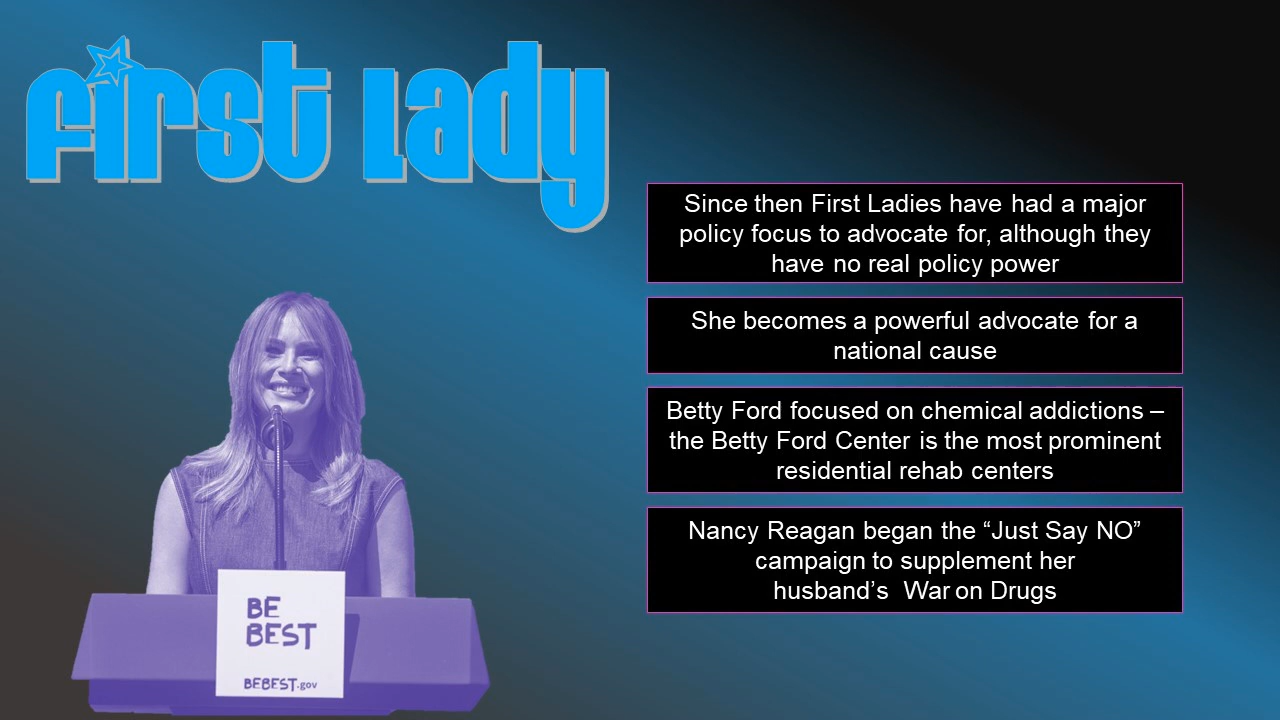 First Lady
Since then First Ladies have had a major
policy focus to advocate for, although they
have no real policy power
She becomes a powerful advocate for a
national cause
Betty Ford focused on chemical addictions –
the Betty Ford Center is the most prominent
residential rehab centers
Nancy Reagan began the “Just Say NO”
campaign to supplement her
husband’s  War on Drugs
BE
BEST
BEBEST.gov